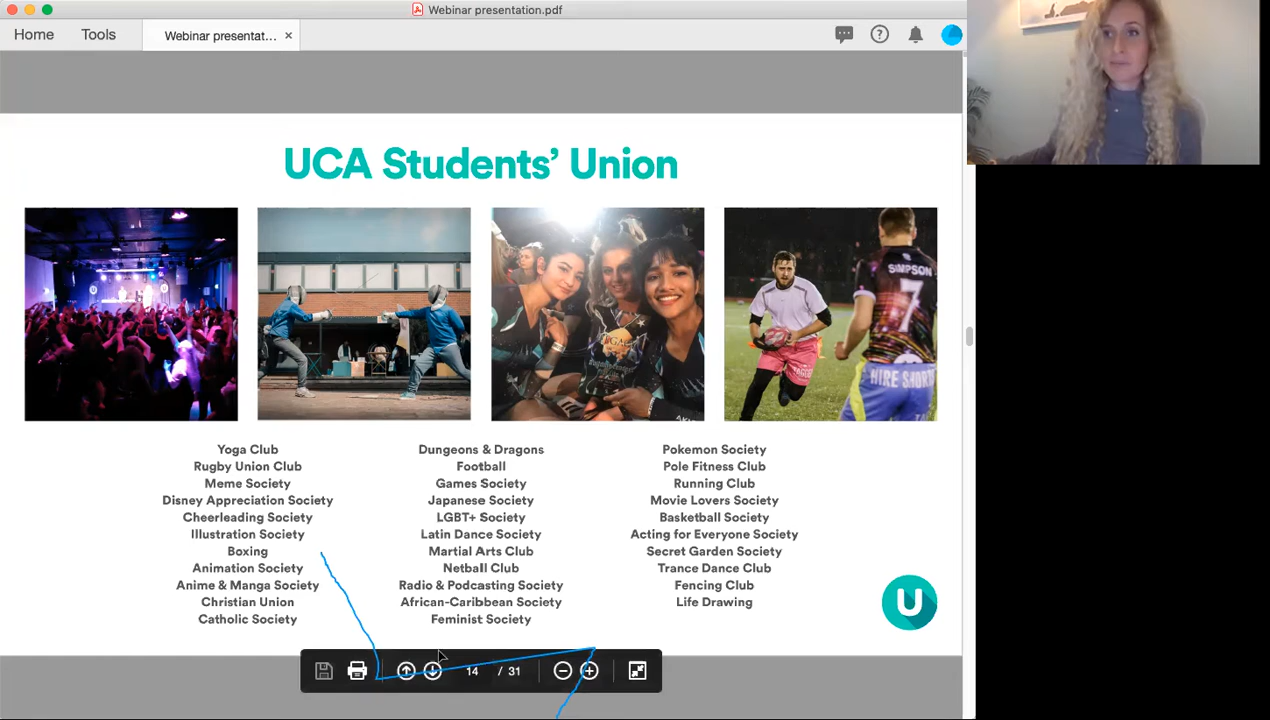 Webinar presentation.pdf
Home Tools Webinar presentat... ×
UCA Students' Union
SIMPSON
7
HIRE SHORTS
Yoga Club
Rugby Union Club
Meme Society
Disney Appreciation Society
Cheerleading Society
Illustration Society
Boxing
Animation Society
Anime & Manga Society
Christian Union
Catholic Society
Dungeons & Dragons
Football
Games Society
Japanese Society
LGBT+ Society
Latin Dance Society
Martial Arts Club
Netball Club
Radio & Podcasting Society
African-Caribbean Society
Feminist Society
Pokemon Society
Pole Fitness Club
Running Club
Movie Lovers Society
Basketball Society
Acting for Everyone Society
Secret Garden Society
Trance Dance Club
Fencing Club
Life Drawing
U
14 / 31